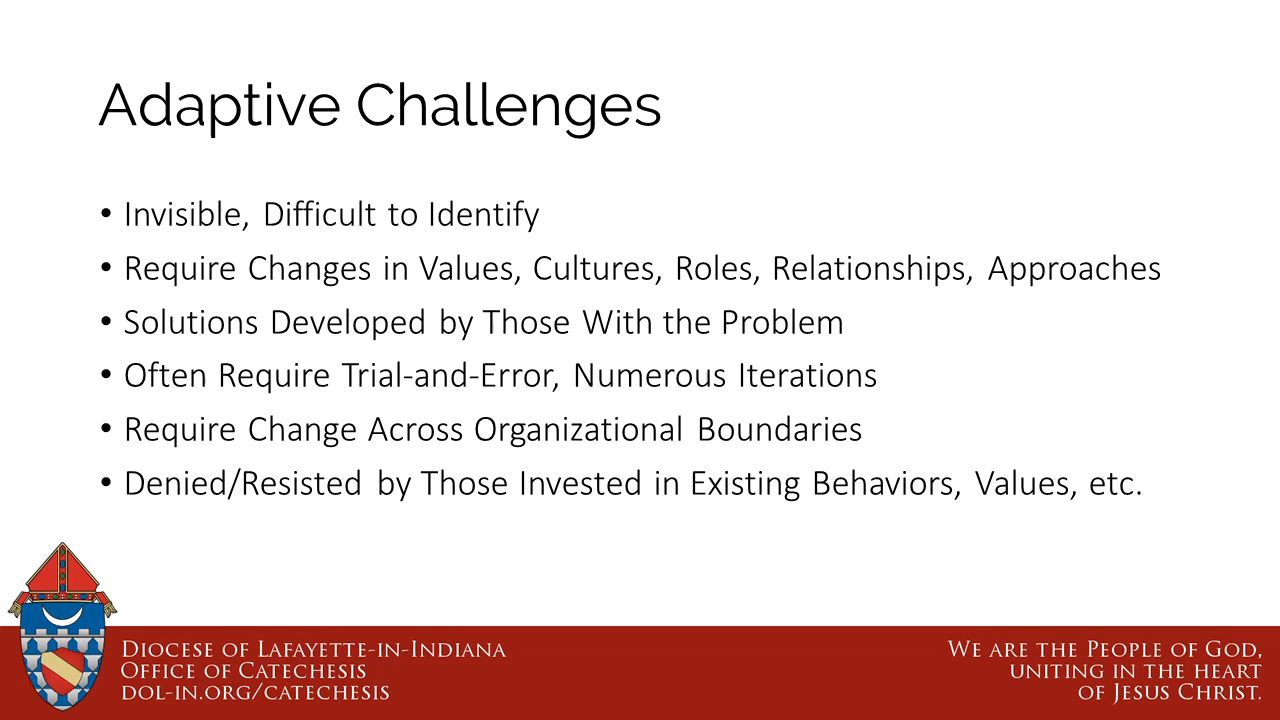 Adaptive Challenges
• Invisible, Difficult to Identify
• Require Changes in Values, Cultures, Roles, Relationships, Approaches
• Solutions Developed by Those With the Problem
• Often Require Trial-and-Error, Numerous Iterations
• Require Change Across Organizational Boundaries
• Denied/Resisted by Those Invested in Existing Behaviors, Values, etc.
Diocese of Lafayette-in-Indiana
Office of Catechesis
dol-in.org/catechesis
We are the People of God,
uniting in the heart
of Jesus Christ.